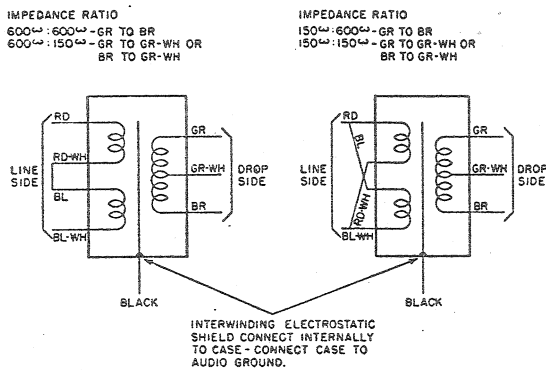 IMPEDANCE RATIO
600ω:600ω-GR TO BR
600ω:150ω-GR TO GR-WH OR
BR TO GR-WH
IMPEDANCE RATIO
150ω:600ω-GR TO BR
150ω:150ω-GR TO GR-WH OR
BR TO GR-WH
RD
RD-WH
BL
BL-WH
LINE
SIDE
GR
GR-WH
BR
DROP
SIDE
BLACK
RD
BL
RD-WH
BL-WH
LINE
SIDE
GR
GR-WH
BR
DROP
SIDE
BLACK
INTERWINDING ELECTROSTATIC
SHIELD CONNECT INTERNALLY
TO CASE - CONNECT CASE TO
AUDIO GROUND.